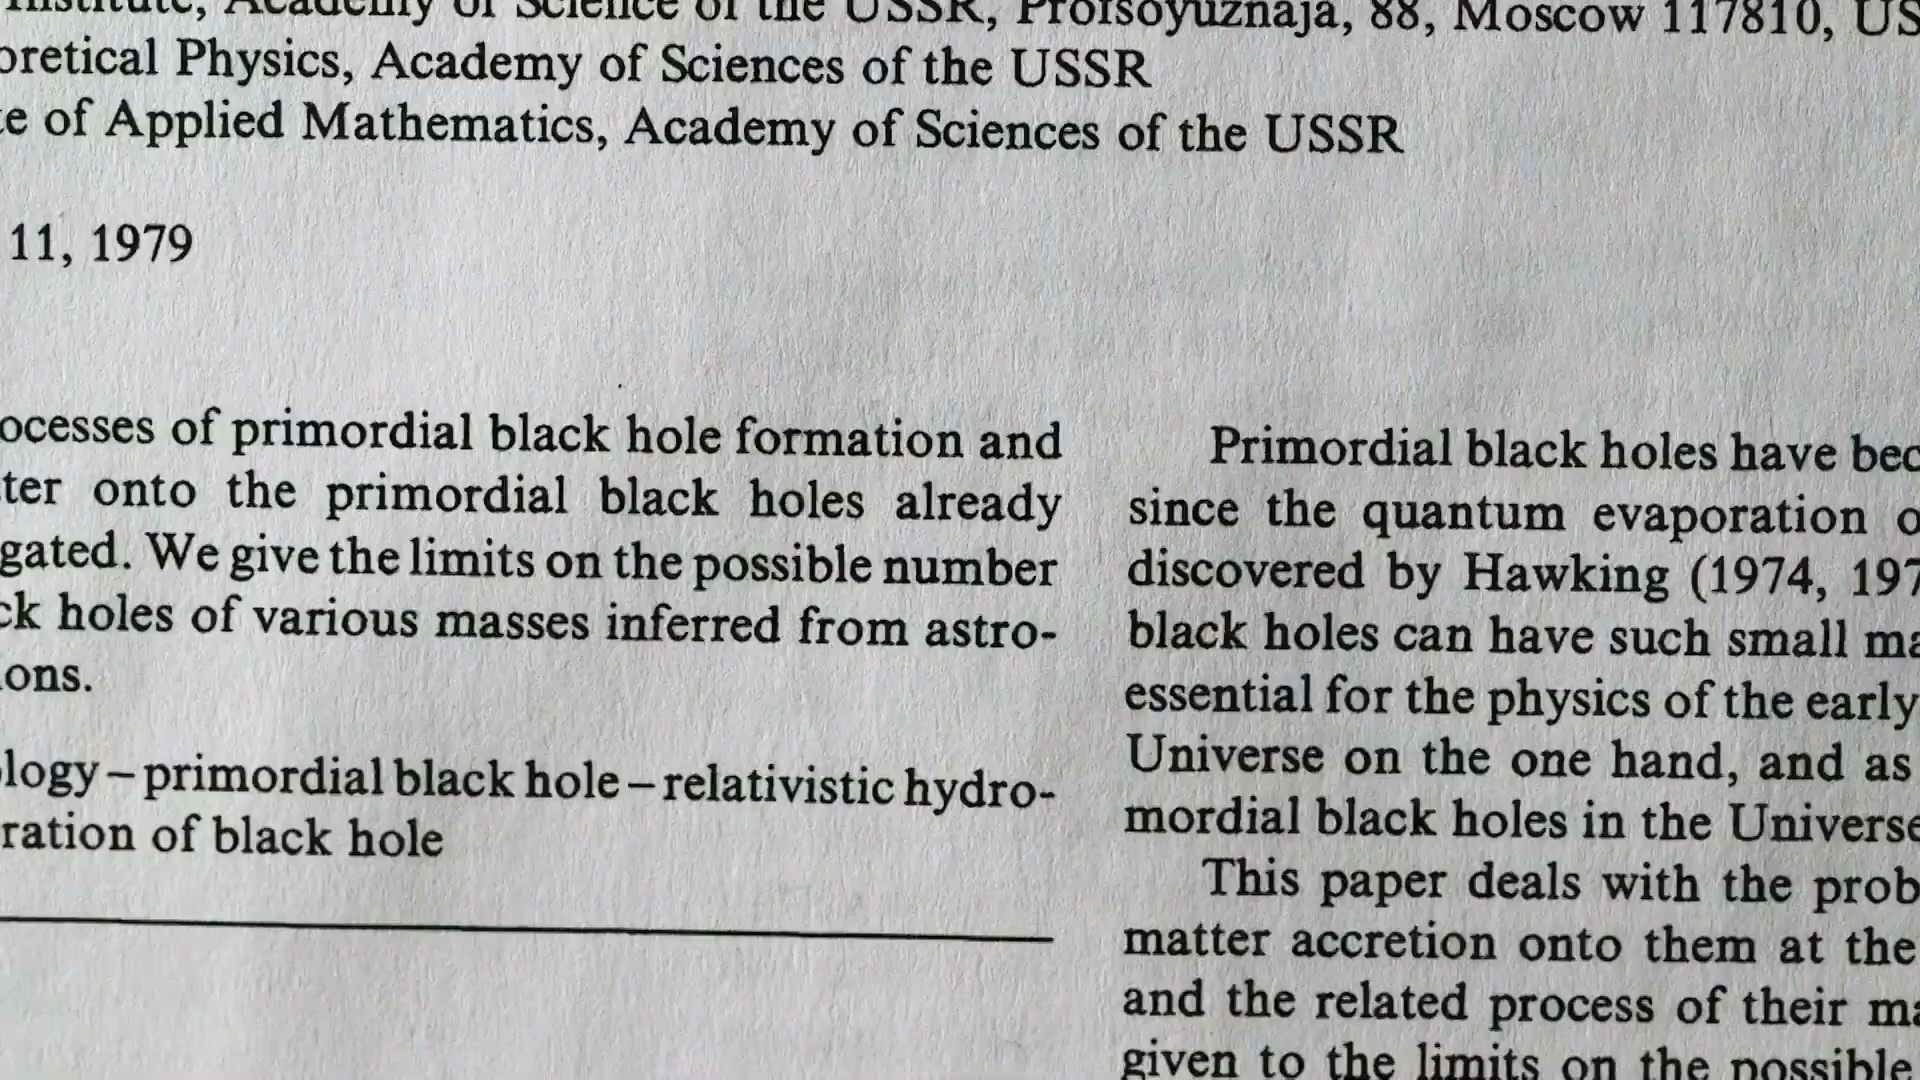 Institute, Academy of Science of the USSR, Profsoyuznaja, 88, Moscow 117810, US
oretical Physics, Academy of Sciences of the USSR
e of Applied Mathematics, Academy of Sciences of the USSR
11, 1979
ocesses of primordial black hole formation and
ter onto the primordial black holes already
gated. We give the limits on the possible number
ck holes of various masses inferred from astro-
ons.
logy – primordial black hole – relativistic hydro-
ration of black hole
Primordial black holes have bec
since the quantum evaporation o
discovered by Hawking (1974, 197
black holes can have such small ma
essential for the physics of the early
Universe on the one hand, and as
mordial black holes in the Universe
This paper deals with the prob
matter accretion onto them at the
and the related process of their ma
given to the limits on the possible